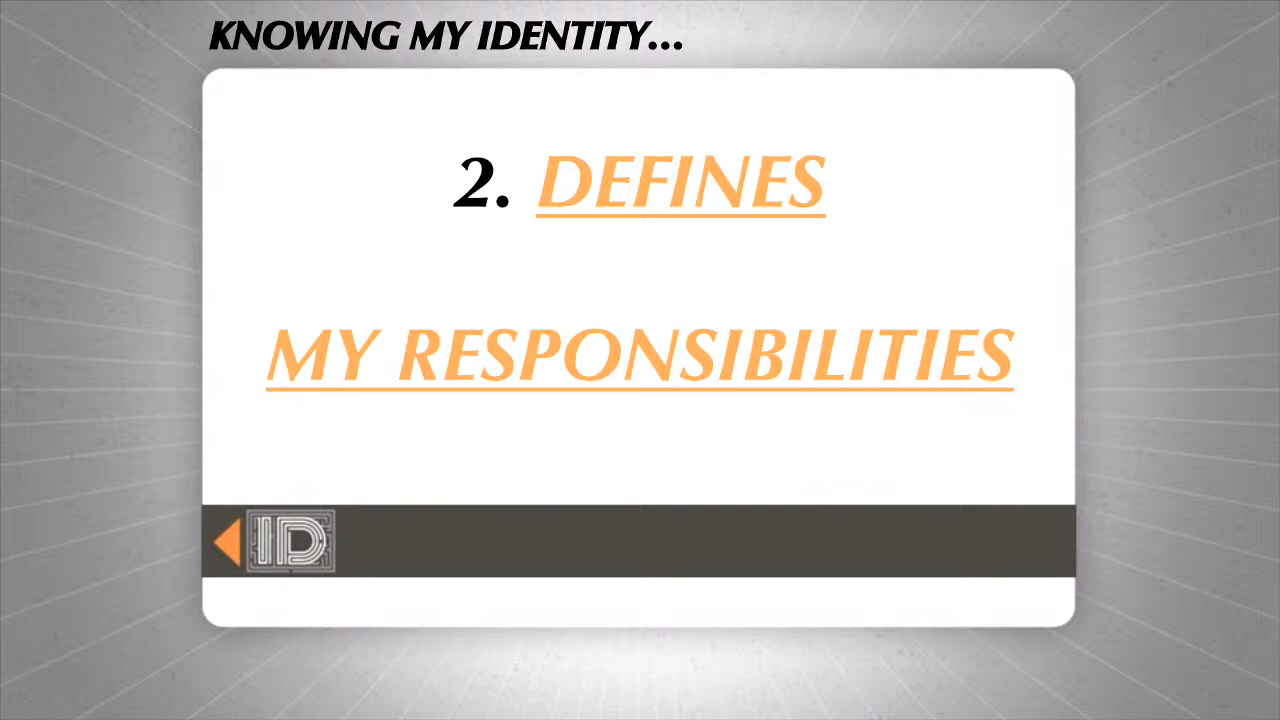 KNOWING MY IDENTITY...
2. DEFINES
MY RESPONSIBILITIES
ID